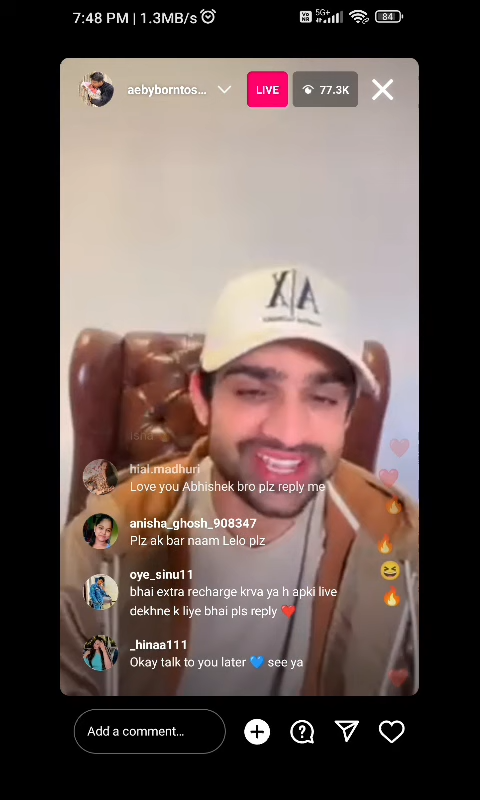 7:48 PM | 1.3MB/s
5G+
84
aebyborntos...
LIVE
77.3K
X|A
Isha
hial.madhuri
Love you Abhishek bro plz reply me
anisha_ghosh_908347
Plz ak bar naam Lelo plz
oye_sinu11
bhai extra recharge krva ya h apki live
dekhne k liye bhai pls reply ❤️
_hinaa111
Okay talk to you later 💙 see ya
Add a comment...